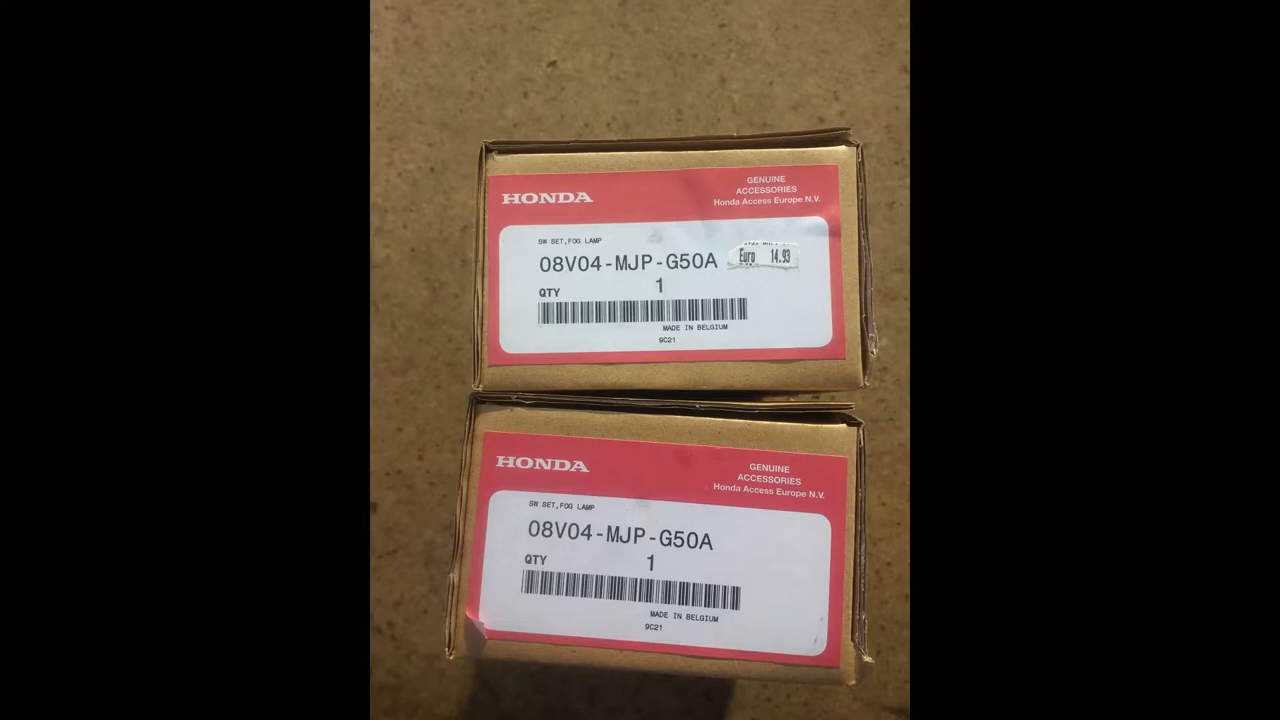 HONDA
GENUINE
ACCESSORIES
Honda Access Europe N.V.
SW SET,FOG LAMP
08V04-MJP-G50A
Euro 14.93
QTY 1
MADE IN BELGIUM
9C21
HONDA
GENUINE
ACCESSORIES
Honda Access Europe N.V.
SW SET,FOG LAMP
08V04-MJP-G50A
QTY 1
MADE IN BELGIUM
9C21